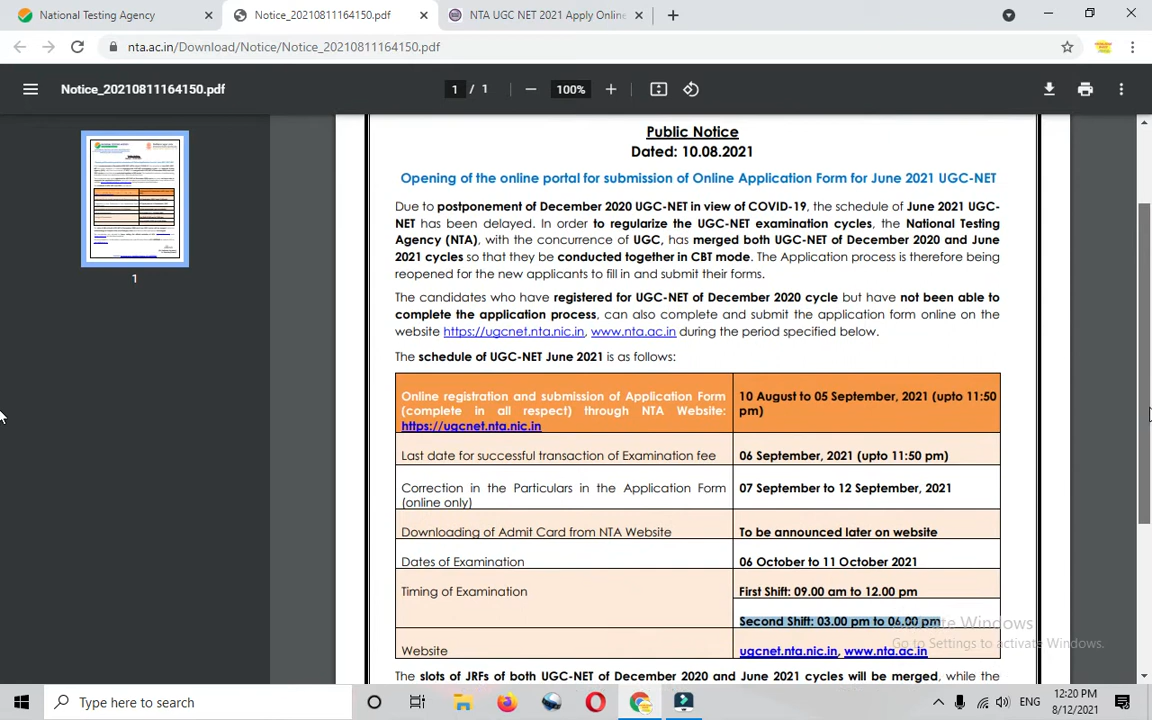 National Testing Agency
Notice_20210811164150.pdf
NTA UGC NET 2021 Apply Online
nta.ac.in/Download/Notice/Notice_20210811164150.pdf
Notice_20210811164150.pdf
1 / 1
100%
1
Public Notice
Dated: 10.08.2021
Opening of the online portal for submission of Online Application Form for June 2021 UGC-NET
Due to postponement of December 2020 UGC-NET in view of COVID-19, the schedule of June 2021 UGC-
NET has been delayed. In order to regularize the UGC-NET examination cycles, the National Testing
Agency (NTA), with the concurrence of UGC, has merged both UGC-NET of December 2020 and June
2021 cycles so that they be conducted together in CBT mode. The Application process is therefore being
reopened for the new applicants to fill in and submit their forms.
The candidates who have registered for UGC-NET of December 2020 cycle but have not been able to
complete the application process, can also complete and submit the application form online on the
website https://ugcnet.nta.nic.in, www.nta.ac.in during the period specified below.
The schedule of UGC-NET June 2021 is as follows:
Online registration and submission of Application Form
(complete in all respect) through NTA Website:
https://ugcnet.nta.nic.in
10 August to 05 September, 2021 (upto 11:50
pm)
Last date for successful transaction of Examination fee
06 September, 2021 (upto 11:50 pm)
Correction in the Particulars in the Application Form
(online only)
07 September to 12 September, 2021
Downloading of Admit Card from NTA Website
To be announced later on website
Dates of Examination
06 October to 11 October 2021
Timing of Examination
First Shift: 09.00 am to 12.00 pm
Second Shift: 03.00 pm to 06.00 pm
Activate Windows
Go to Settings to activate Windows.
Website
ugcnet.nta.nic.in, www.nta.ac.in
The slots of JRFs of both UGC-NET of December 2020 and June 2021 cycles will be merged, while the
Type here to search
ENG
12:20 PM
8/12/2021